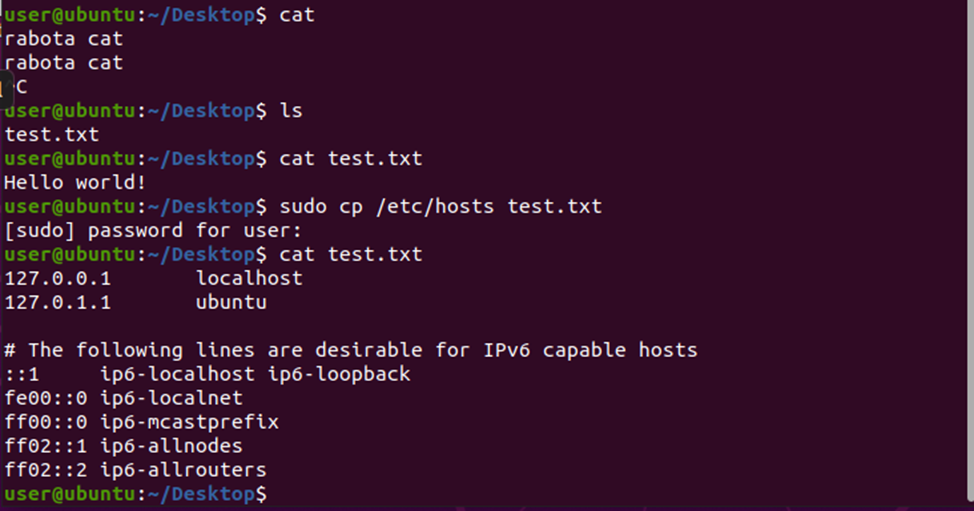 user@ubuntu:~/Desktop$ cat
rabota cat
rabota cat
^C
user@ubuntu:~/Desktop$ ls
test.txt
user@ubuntu:~/Desktop$ cat test.txt
Hello world!
user@ubuntu:~/Desktop$ sudo cp /etc/hosts test.txt
[sudo] password for user:
user@ubuntu:~/Desktop$ cat test.txt
127.0.0.1       localhost
127.0.1.1       ubuntu

# The following lines are desirable for IPv6 capable hosts
::1     ip6-localhost ip6-loopback
fe00::0 ip6-localnet
ff00::0 ip6-mcastprefix
ff02::1 ip6-allnodes
ff02::2 ip6-allrouters
user@ubuntu:~/Desktop$